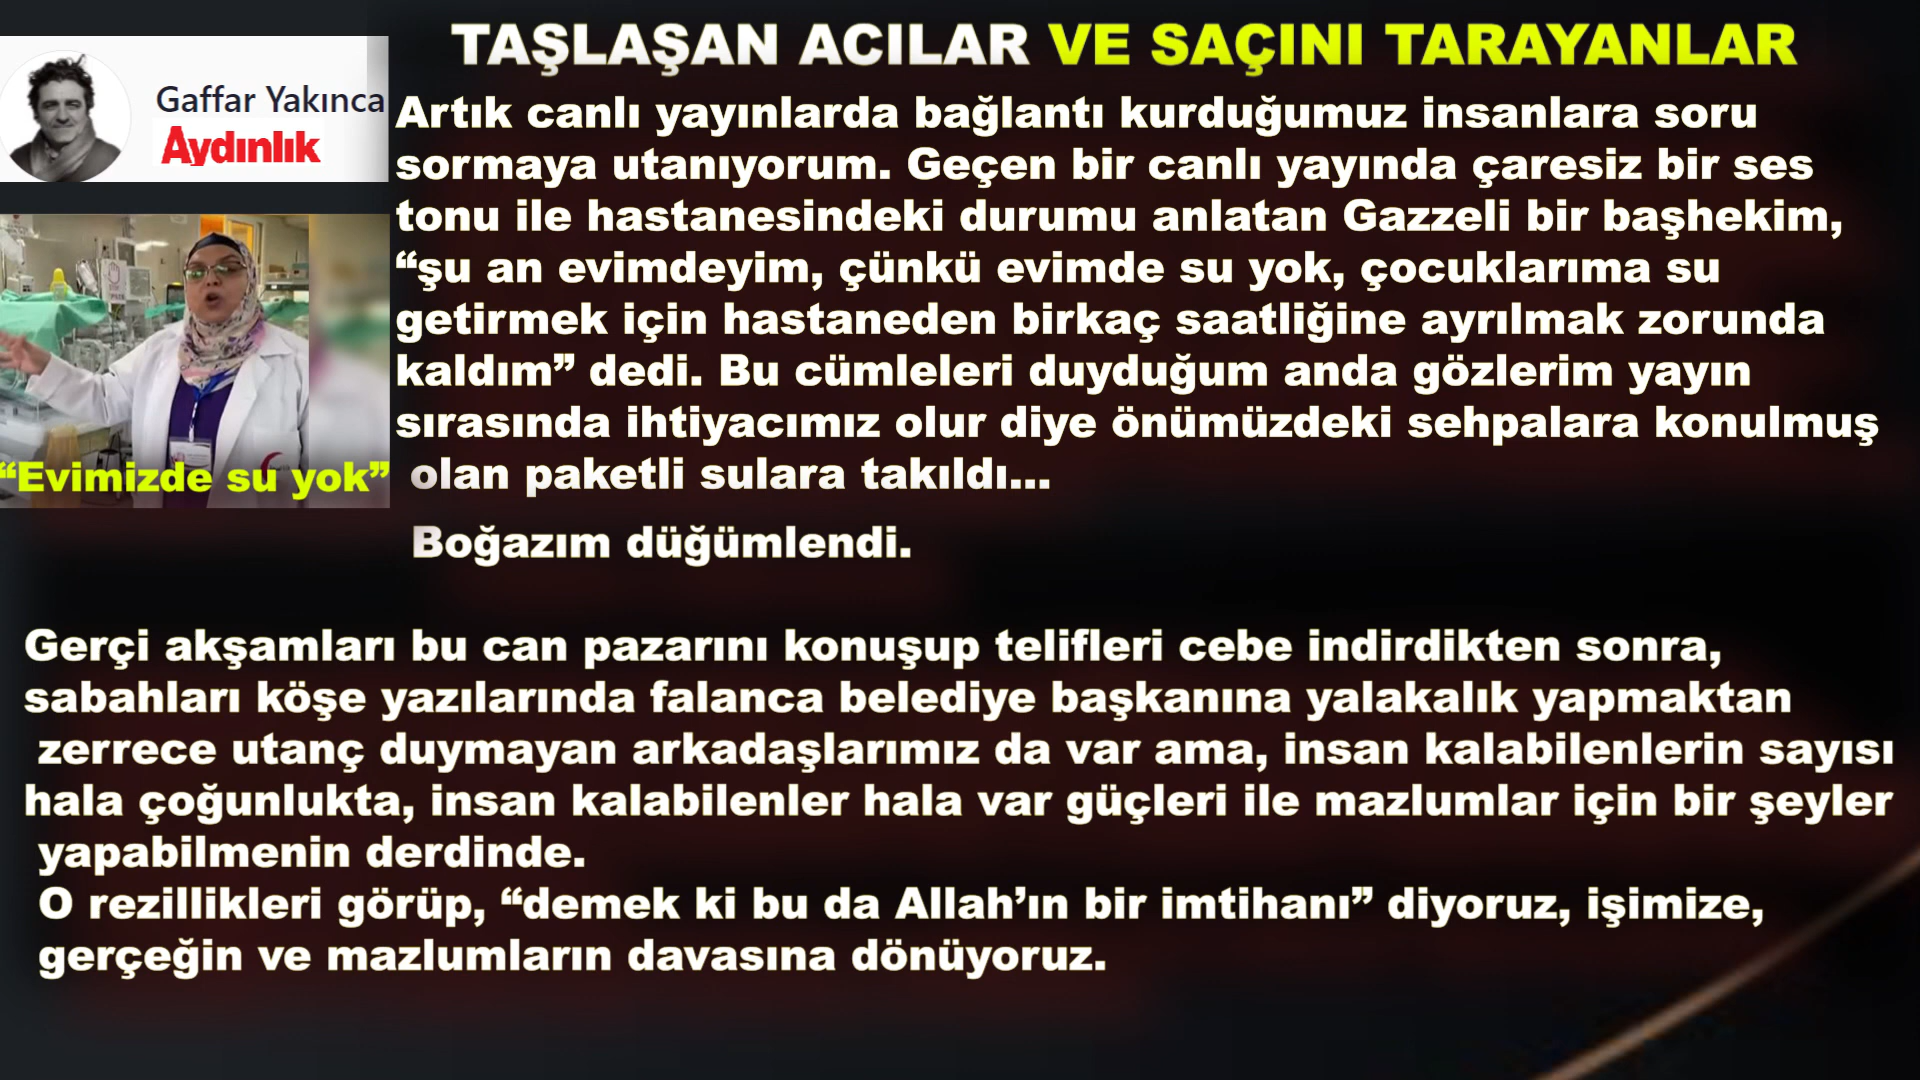 TAŞLAŞAN ACILAR VE SAÇINI TARAYANLAR
Gaffar Yakınca
Aydınlık
Artık canlı yayınlarda bağlantı kurduğumuz insanlara soru
sormaya utanıyorum. Geçen bir canlı yayında çaresiz bir ses
tonu ile hastanesindeki durumu anlatan Gazzeli bir başhekim,
“şu an evimdeyim, çünkü evimde su yok, çocuklarıma su
getirmek için hastaneden birkaç saatliğine ayrılmak zorunda
kaldım” dedi. Bu cümleleri duyduğum anda gözlerim yayın
sırasında ihtiyacımız olur diye önümüzdeki sehpalara konulmuş
olan paketli sulara takıldı...
“Evimizde su yok”
Boğazım düğümlendi.
Gerçi akşamları bu can pazarını konuşup telifleri cebe indirdikten sonra,
sabahları köşe yazılarında falanca belediye başkanına yalakalık yapmaktan
zerrece utanç duymayan arkadaşlarımız da var ama, insan kalabilenlerin sayısı
hala çoğunlukta, insan kalabilenler hala var güçleri ile mazlumlar için bir şeyler
yapabilmenin derdinde.
O rezillikleri görüp, “demek ki bu da Allah’ın bir imtihanı” diyoruz, işimize,
gerçeğin ve mazlumların davasına dönüyoruz.